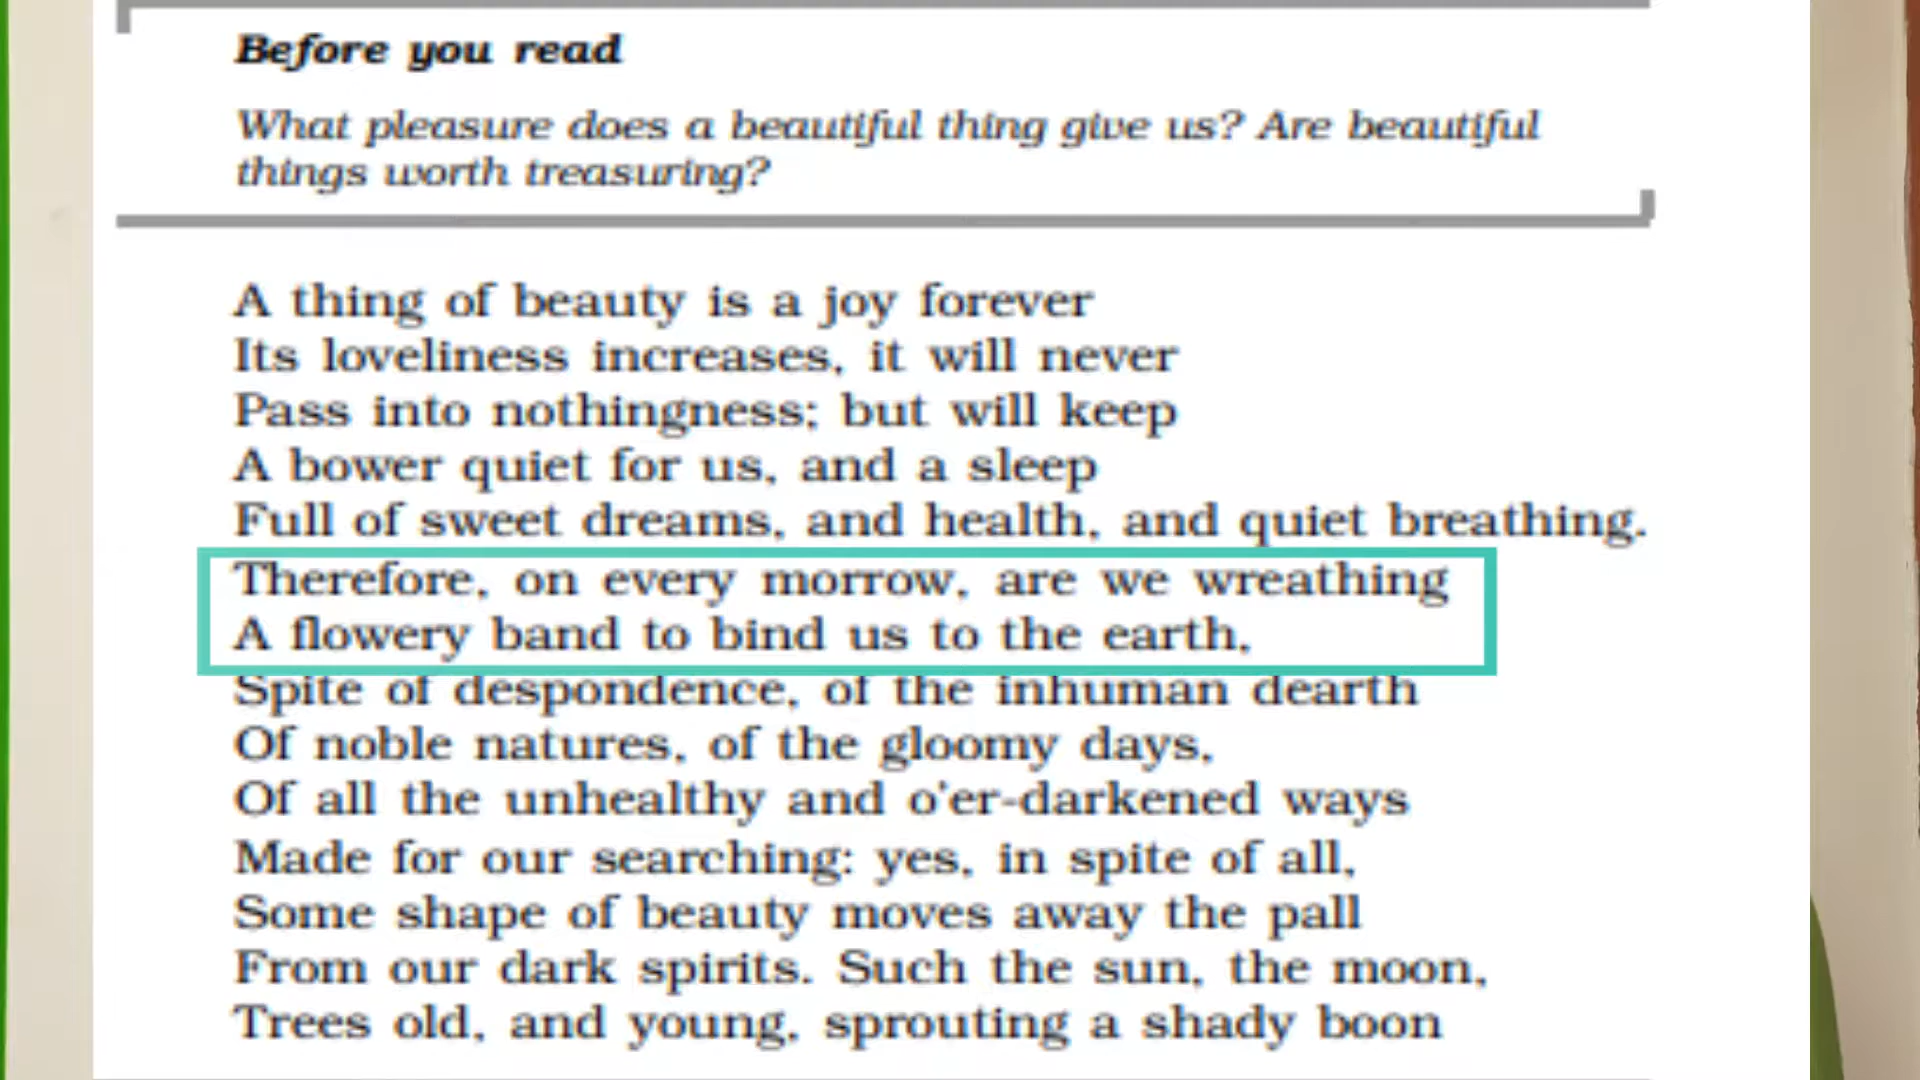 Before you read
What pleasure does a beautiful thing give us? Are beautiful
things worth treasuring?
A thing of beauty is a joy forever
Its loveliness increases, it will never
Pass into nothingness; but will keep
A bower quiet for us, and a sleep
Full of sweet dreams, and health, and quiet breathing.
Therefore, on every morrow, are we wreathing
A flowery band to bind us to the earth,
Spite of despondence, of the inhuman dearth
Of noble natures, of the gloomy days,
Of all the unhealthy and o'er-darkened ways
Made for our searching: yes, in spite of all,
Some shape of beauty moves away the pall
From our dark spirits. Such the sun, the moon,
Trees old, and young, sprouting a shady boon